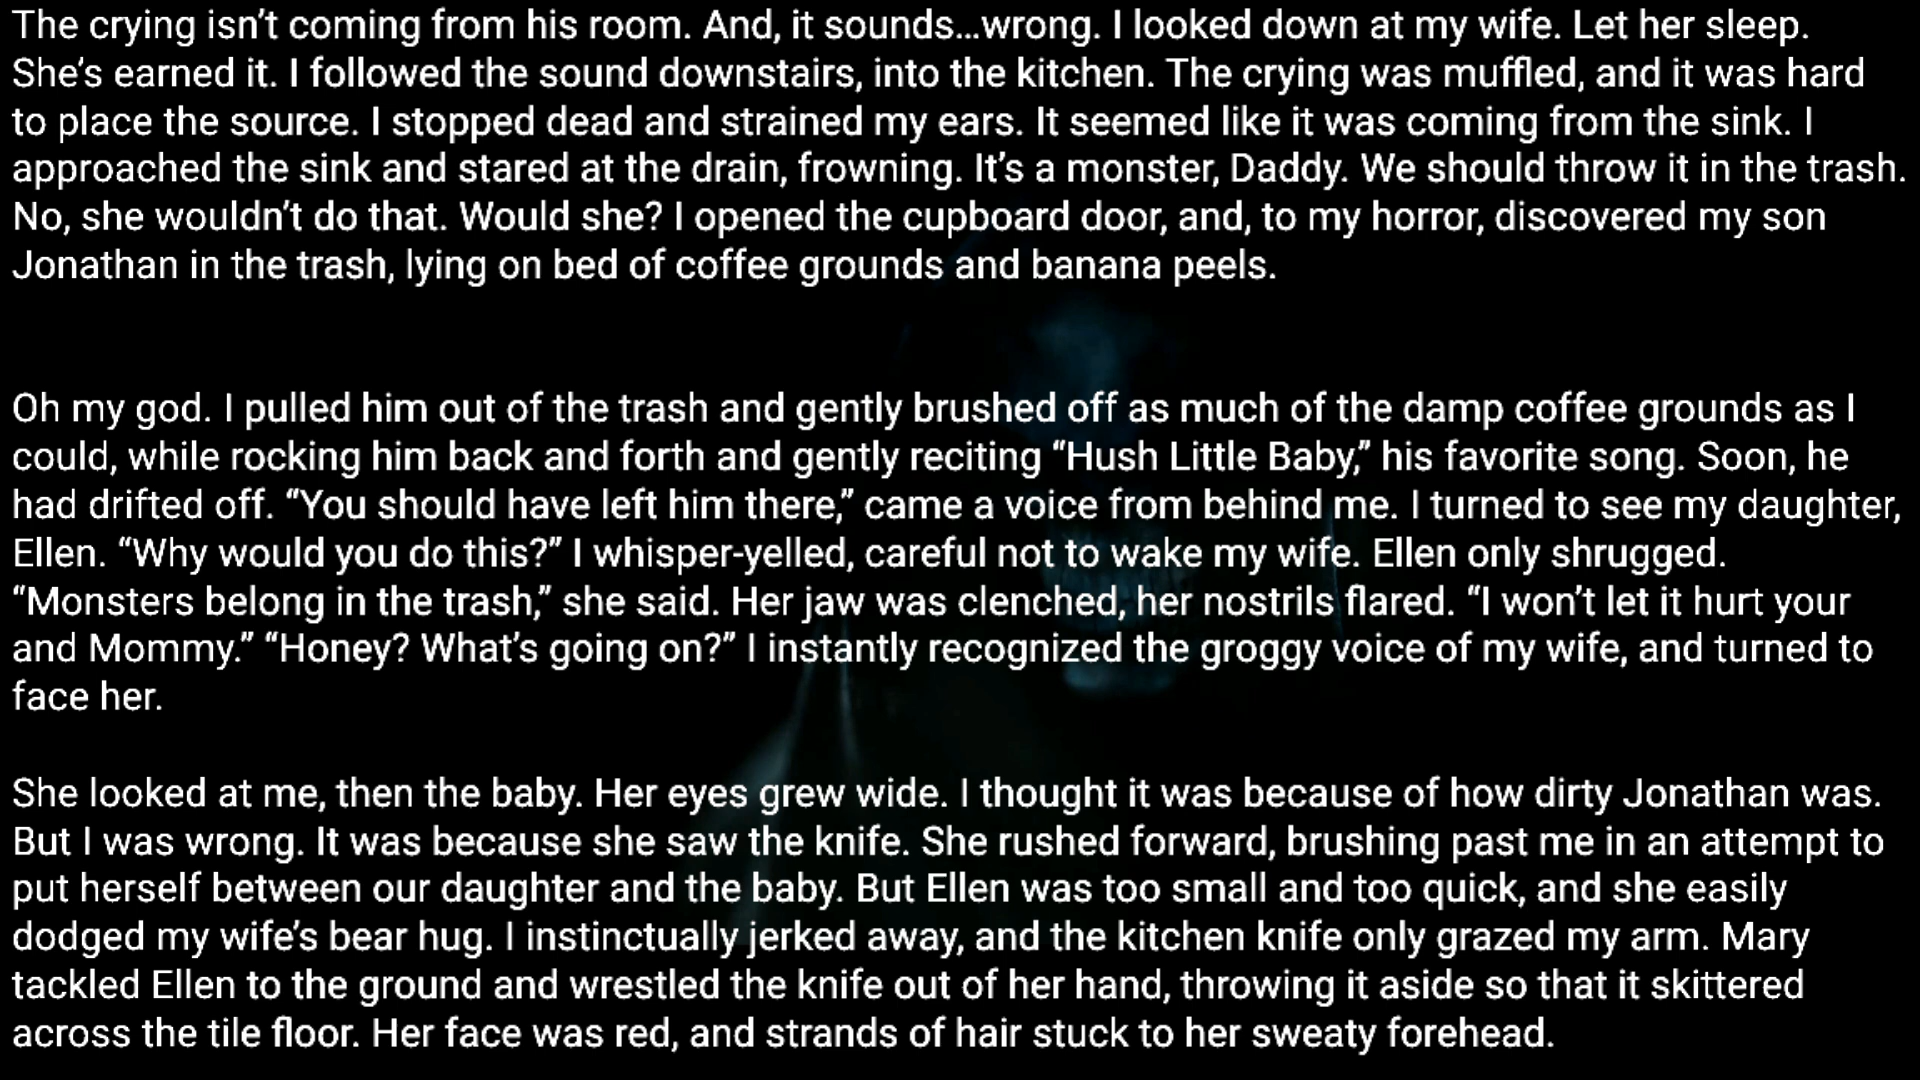 The crying isn’t coming from his room. And, it sounds...wrong. I looked down at my wife. Let her sleep.
She’s earned it. I followed the sound downstairs, into the kitchen. The crying was muffled, and it was hard
to place the source. I stopped dead and strained my ears. It seemed like it was coming from the sink. I
approached the sink and stared at the drain, frowning. It’s a monster, Daddy. We should throw it in the trash.
No, she wouldn’t do that. Would she? I opened the cupboard door, and, to my horror, discovered my son
Jonathan in the trash, lying on bed of coffee grounds and banana peels.
Oh my god. I pulled him out of the trash and gently brushed off as much of the damp coffee grounds as I
could, while rocking him back and forth and gently reciting “Hush Little Baby,” his favorite song. Soon, he
had drifted off. “You should have left him there,” came a voice from behind me. I turned to see my daughter,
Ellen. “Why would you do this?” I whisper-yelled, careful not to wake my wife. Ellen only shrugged.
“Monsters belong in the trash,” she said. Her jaw was clenched, her nostrils flared. “I won’t let it hurt your
and Mommy.” “Honey? What’s going on?” I instantly recognized the groggy voice of my wife, and turned to
face her.
She looked at me, then the baby. Her eyes grew wide. I thought it was because of how dirty Jonathan was.
But I was wrong. It was because she saw the knife. She rushed forward, brushing past me in an attempt to
put herself between our daughter and the baby. But Ellen was too small and too quick, and she easily
dodged my wife’s bear hug. I instinctually jerked away, and the kitchen knife only grazed my arm. Mary
tackled Ellen to the ground and wrestled the knife out of her hand, throwing it aside so that it skittered
across the tile floor. Her face was red, and strands of hair stuck to her sweaty forehead.